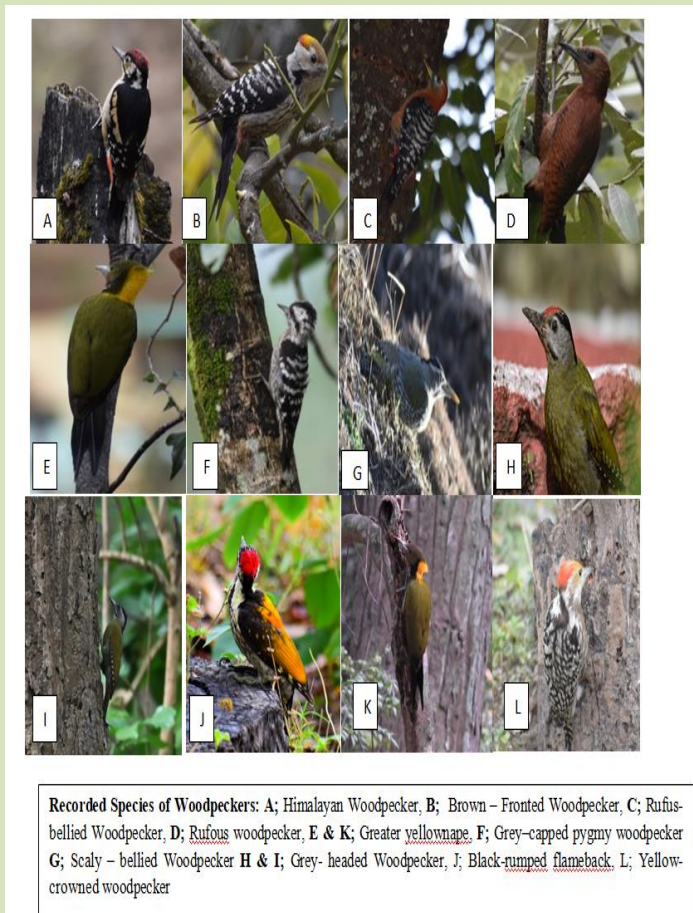 A
B
C
D
E
F
G
H
I
J
K
L
Recorded Species of Woodpeckers: A; Himalayan Woodpecker, B; Brown – Fronted Woodpecker, C; Rufus-
bellied Woodpecker, D; Rufous woodpecker, E & K; Greater yellownape, F; Grey–capped pygmy woodpecker
G; Scaly – bellied Woodpecker H & I; Grey- headed Woodpecker, J; Black-rumped flameback, L; Yellow-
crowned woodpecker